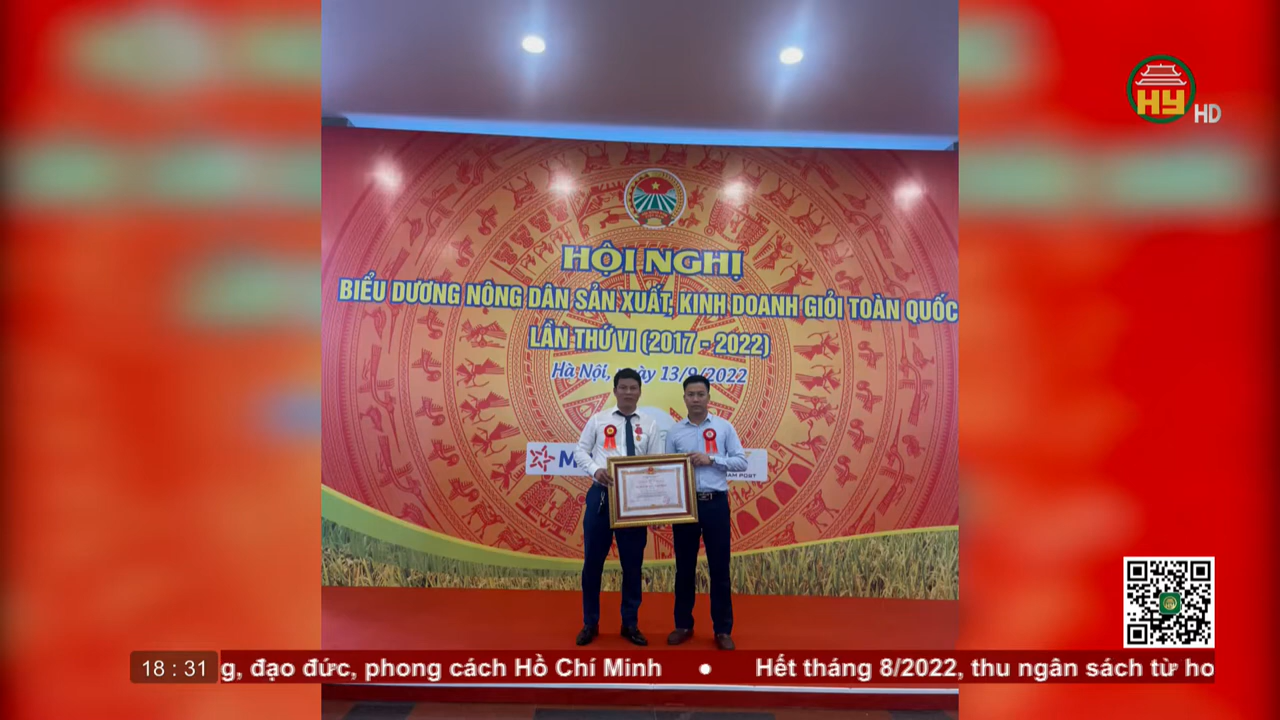 HY HD
HỘI NGHỊ
BIỂU DƯƠNG NÔNG DÂN SẢN XUẤT, KINH DOANH GIỎI TOÀN QUỐC
LẦN THỨ VI (2017 - 2022)
Hà Nội, ngày 13/9/2022
M
AM POST
18 : 31
g, đạo đức, phong cách Hồ Chí Minh • Hết tháng 8/2022, thu ngân sách từ ho